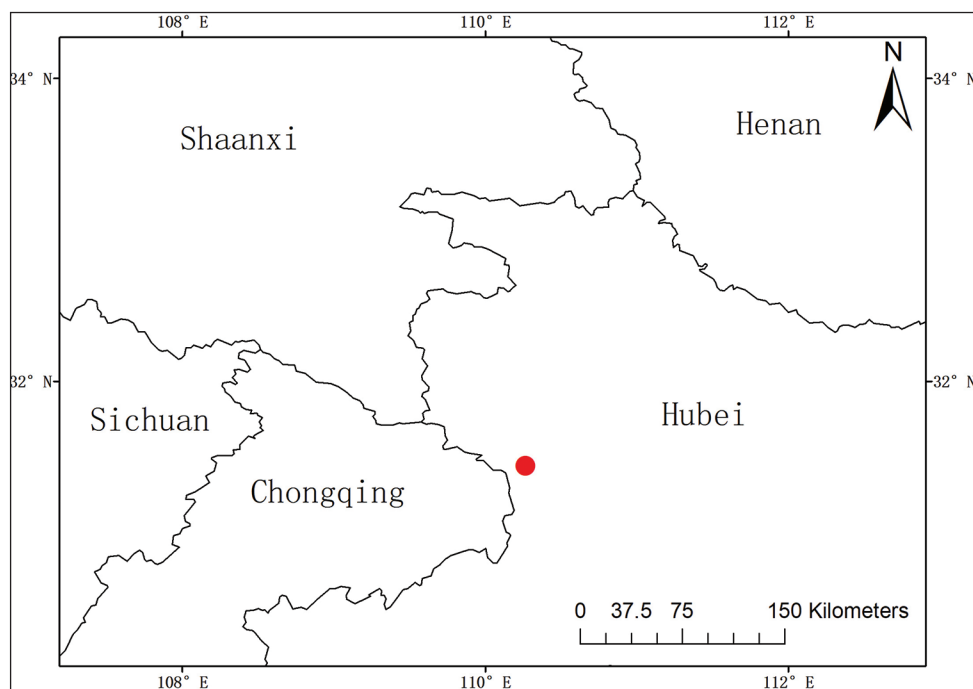 108° E 110° E 112° E
N
34° N 34° N
Henan
Shaanxi
32° N 32° N
Hubei
Sichuan
Chongqing
0 37.5 75 150 Kilometers
108° E 110° E 112° E